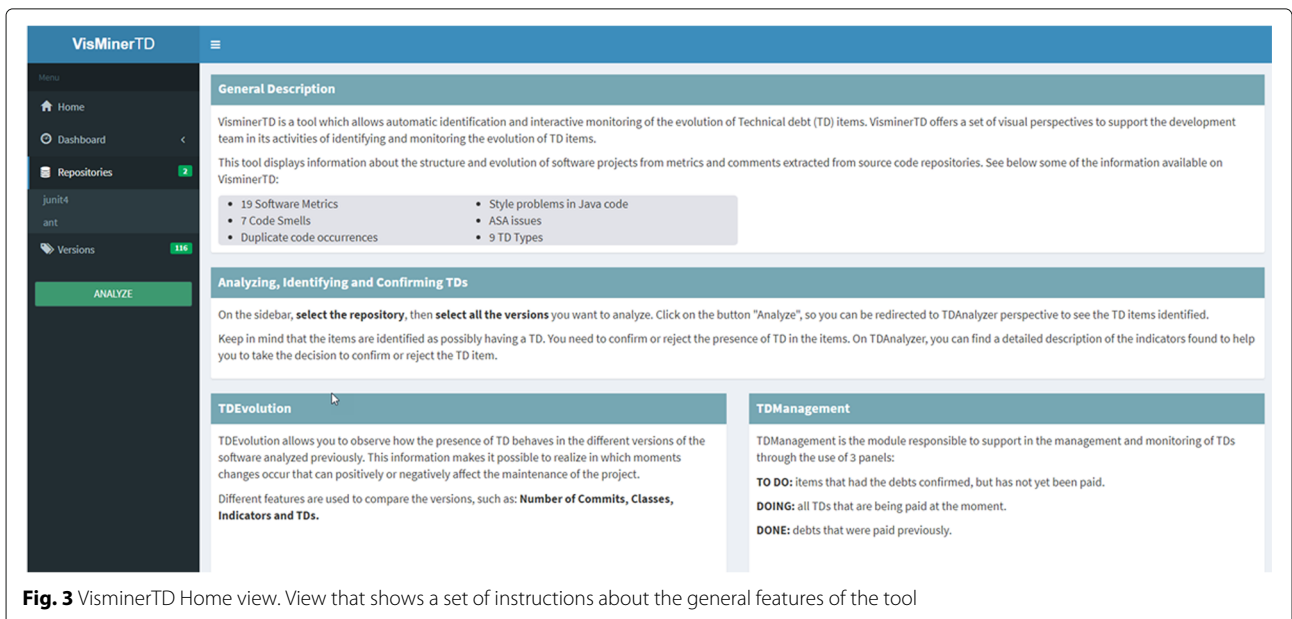 VisMinerTD
Menu
Home
Dashboard
Repositories 2
junit4
ant
Versions 116
ANALYZE
General Description
VisminerTD is a tool which allows automatic identification and interactive monitoring of the evolution of Technical debt (TD) items. VisminerTD offers a set of visual perspectives to support the development
team in its activities of identifying and monitoring the evolution of TD items.
This tool displays information about the structure and evolution of software projects from metrics and comments extracted from source code repositories. See below some of the information available on
VisminerTD:
• 19 Software Metrics
• 7 Code Smells
• Duplicate code occurrences
• Style problems in Java code
• ASA issues
• 9 TD Types
Analyzing, Identifying and Confirming TDs
On the sidebar, select the repository, then select all the versions you want to analyze. Click on the button "Analyze", so you can be redirected to TDAnalyzer perspective to see the TD items identified.
Keep in mind that the items are identified as possibly having a TD. You need to confirm or reject the presence of TD in the items. On TDAnalyzer, you can find a detailed description of the indicators found to help
you to take the decision to confirm or reject the TD item.
TDEvolution
TDEvolution allows you to observe how the presence of TD behaves in the different versions of the
software analyzed previously. This information makes it possible to realize in which moments
changes occur that can positively or negatively affect the maintenance of the project.
Different features are used to compare the versions, such as: Number of Commits, Classes,
Indicators and TDs.
TDManagement
TDManagement is the module responsible to support in the management and monitoring of TDs
through the use of 3 panels:
TO DO: items that had the debts confirmed, but has not yet been paid.
DOING: all TDs that are being paid at the moment.
DONE: debts that were paid previously.
Fig. 3 VisminerTD Home view. View that shows a set of instructions about the general features of the tool